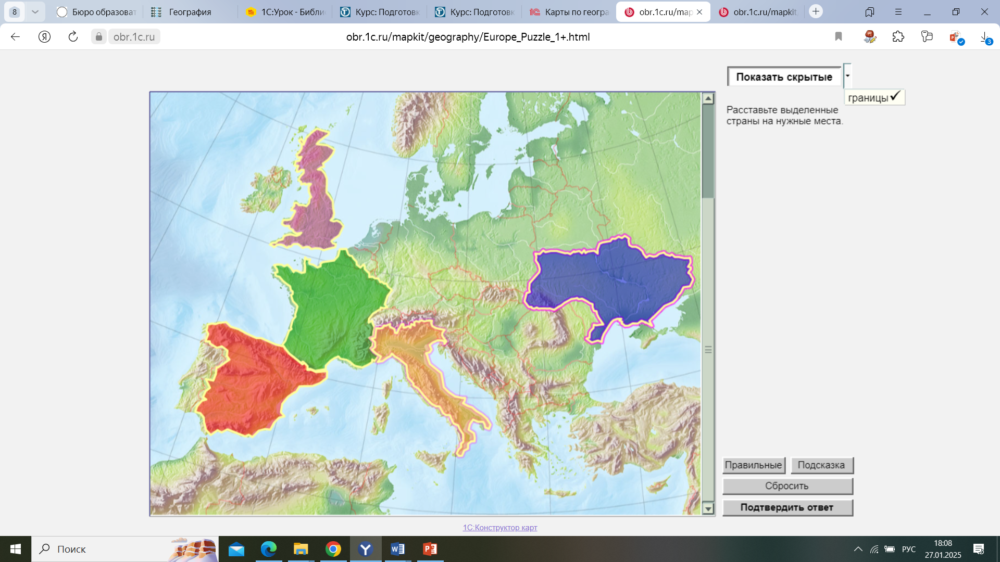 8
Бюро образоват
География
1С:Урок - Библи
Курс: Подготовк
Курс: Подготовк
Карты по геогра
obr.1c.ru/map
obr.1c.ru/mapkit
obr.1c.ru
obr.1c.ru/mapkit/geography/Europe_Puzzle_1+.html
3
Показать скрытые
границы
Расставьте выделенные
страны на нужные места.
Правильные
Подсказка
Сбросить
Подтвердить ответ
1С:Конструктор карт
Поиск
РУС
18:08
27.01.2025